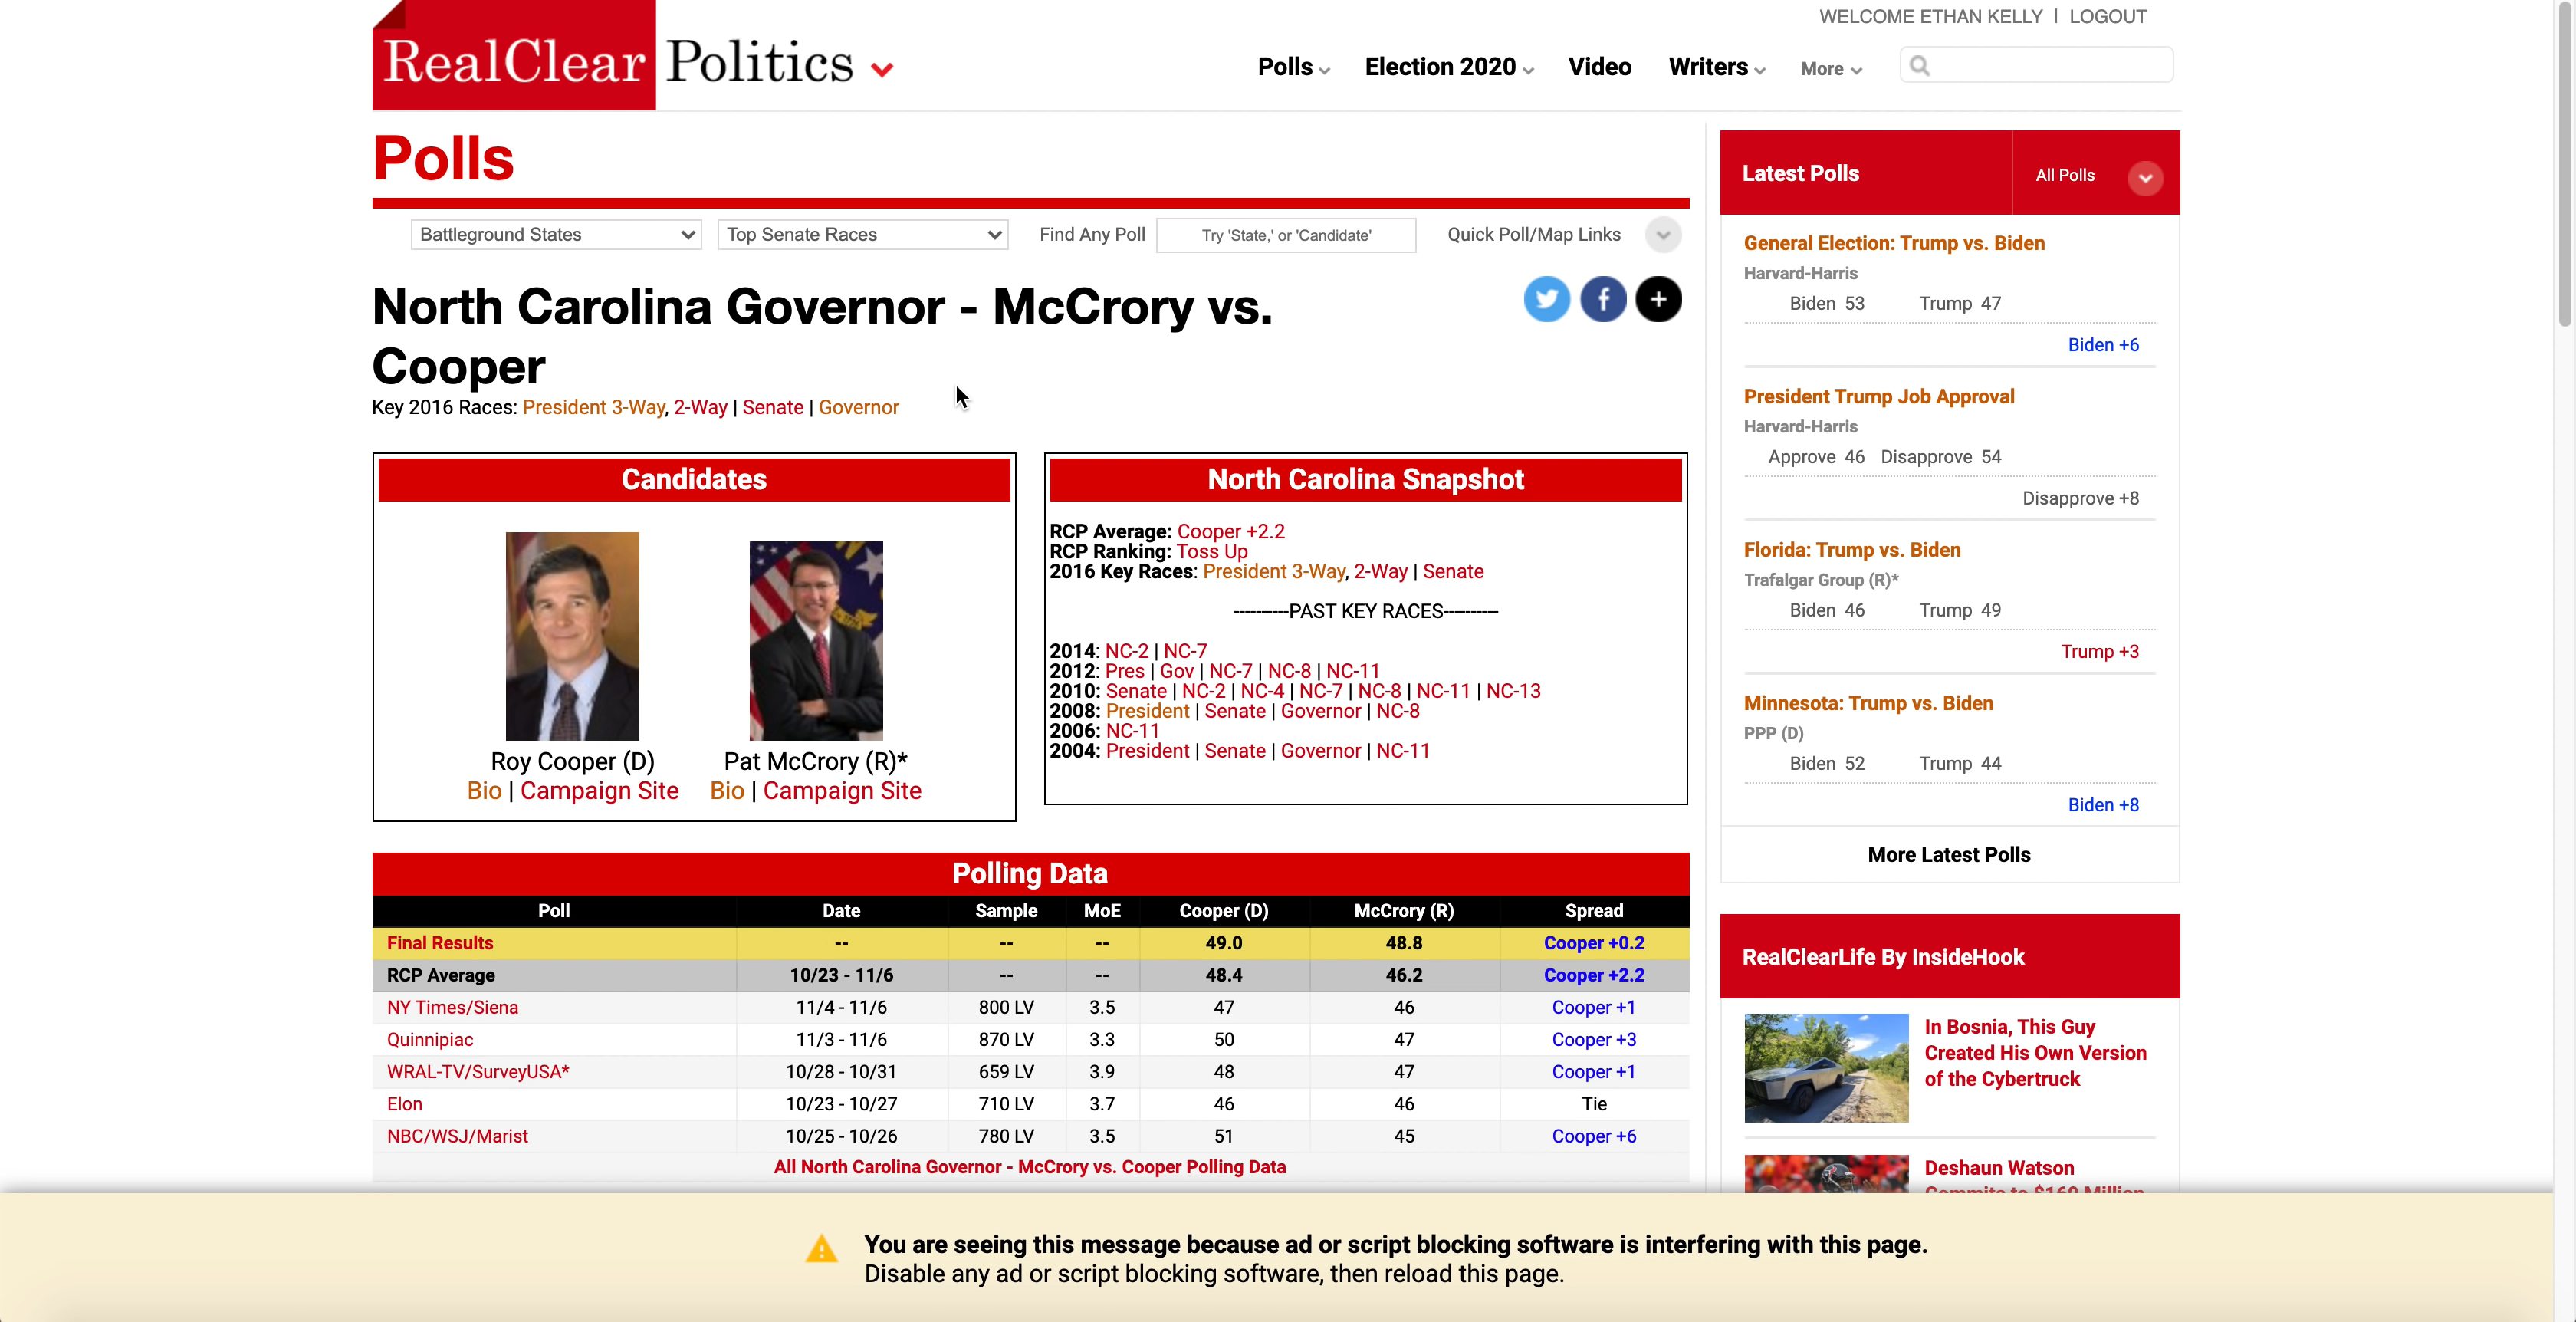 WELCOME ETHAN KELLY | LOGOUT
RealClear Politics
Polls Election 2020 Video Writers More
Polls
Battleground States Top Senate Races Find Any Poll Try 'State,' or 'Candidate' Quick Poll/Map Links
North Carolina Governor - McCrory vs.
Cooper
Key 2016 Races: President 3-Way, 2-Way | Senate | Governor
Candidates
Roy Cooper (D) Pat McCrory (R)*
Bio | Campaign Site Bio | Campaign Site
North Carolina Snapshot
RCP Average: Cooper +2.2
RCP Ranking: Toss Up
2016 Key Races: President 3-Way, 2-Way | Senate
----------PAST KEY RACES----------
2014: NC-2 | NC-7
2012: Pres | Gov | NC-7 | NC-8 | NC-11
2010: Senate | NC-2 | NC-4 | NC-7 | NC-8 | NC-11 | NC-13
2008: President | Senate | Governor | NC-8
2006: NC-11
2004: President | Senate | Governor | NC-11
Polling Data
Poll Date Sample MoE Cooper (D) McCrory (R) Spread
Final Results -- -- -- 49.0 48.8 Cooper +0.2
RCP Average 10/23 - 11/6 -- -- 48.4 46.2 Cooper +2.2
NY Times/Siena 11/4 - 11/6 800 LV 3.5 47 46 Cooper +1
Quinnipiac 11/3 - 11/6 870 LV 3.3 50 47 Cooper +3
WRAL-TV/SurveyUSA* 10/28 - 10/31 659 LV 3.9 48 47 Cooper +1
Elon 10/23 - 10/27 710 LV 3.7 46 46 Tie
NBC/WSJ/Marist 10/25 - 10/26 780 LV 3.5 51 45 Cooper +6
All North Carolina Governor - McCrory vs. Cooper Polling Data
Latest Polls All Polls
General Election: Trump vs. Biden
Harvard-Harris
Biden 53 Trump 47
Biden +6
President Trump Job Approval
Harvard-Harris
Approve 46 Disapprove 54
Disapprove +8
Florida: Trump vs. Biden
Trafalgar Group (R)*
Biden 46 Trump 49
Trump +3
Minnesota: Trump vs. Biden
PPP (D)
Biden 52 Trump 44
Biden +8
More Latest Polls
RealClearLife By InsideHook
In Bosnia, This Guy
Created His Own Version
of the Cybertruck
Deshaun Watson
Commits to $160 Million
You are seeing this message because ad or script blocking software is interfering with this page.
Disable any ad or script blocking software, then reload this page.